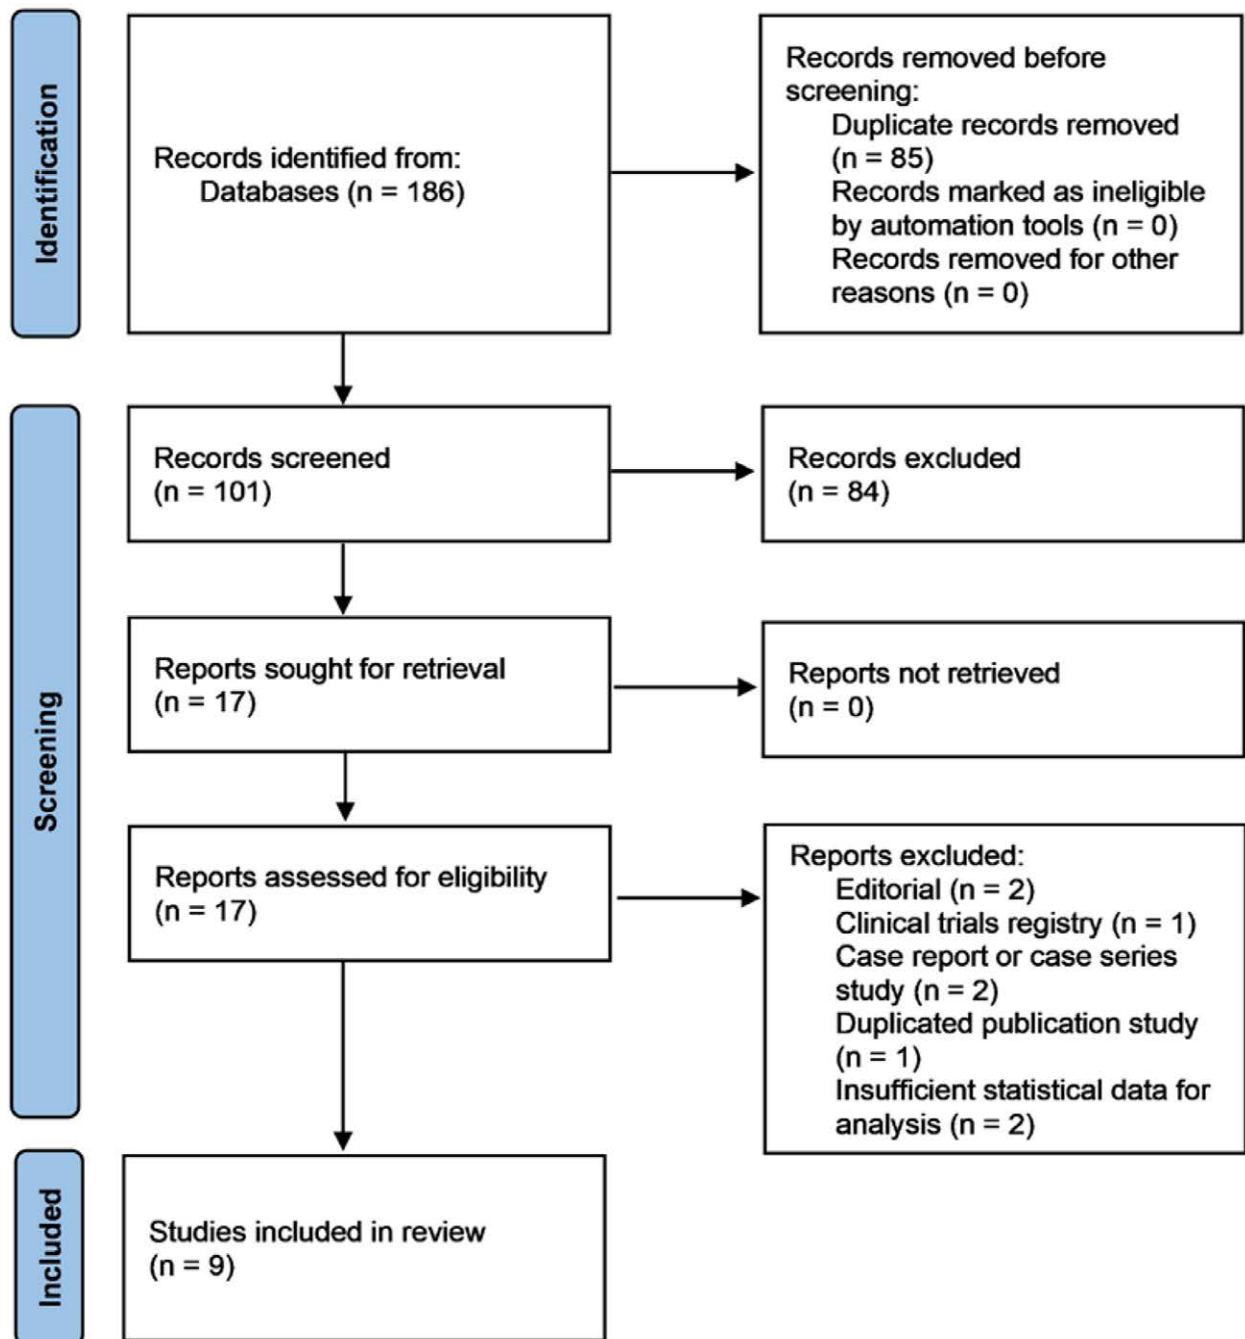 Identification
Records identified from:
Databases (n = 186)
Records removed before
screening:
Duplicate records removed
(n = 85)
Records marked as ineligible
by automation tools (n = 0)
Records removed for other
reasons (n = 0)
Screening
Records screened
(n = 101)
Records excluded
(n = 84)
Reports sought for retrieval
(n = 17)
Reports not retrieved
(n = 0)
Reports assessed for eligibility
(n = 17)
Reports excluded:
Editorial (n = 2)
Clinical trials registry (n = 1)
Case report or case series
study (n = 2)
Duplicated publication study
(n = 1)
Insufficient statistical data for
analysis (n = 2)
Included
Studies included in review
(n = 9)